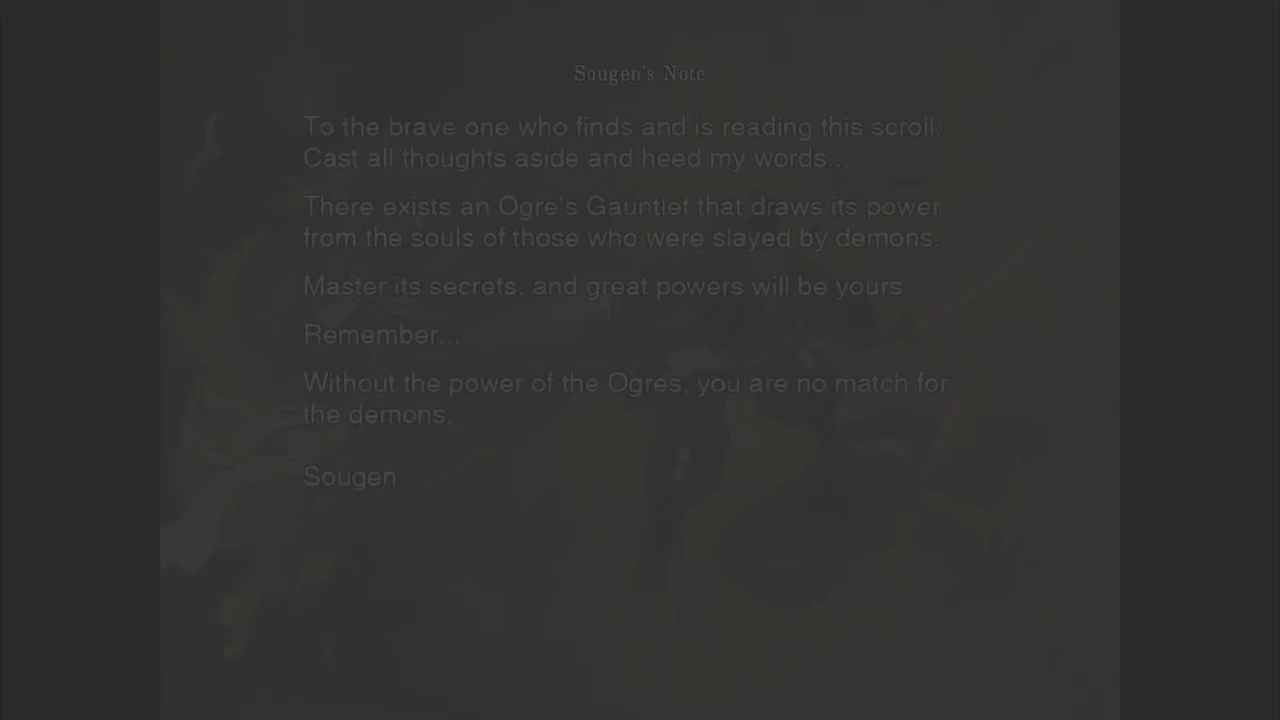 Sougen's Note
To the brave one who finds and is reading this scroll:
Cast all thoughts aside and heed my words...
There exists an Ogre's Gauntlet that draws its power
from the souls of those who were slayed by demons.
Master its secrets, and great powers will be yours.
Remember...
Without the power of the Ogres, you are no match for
the demons.
Sougen